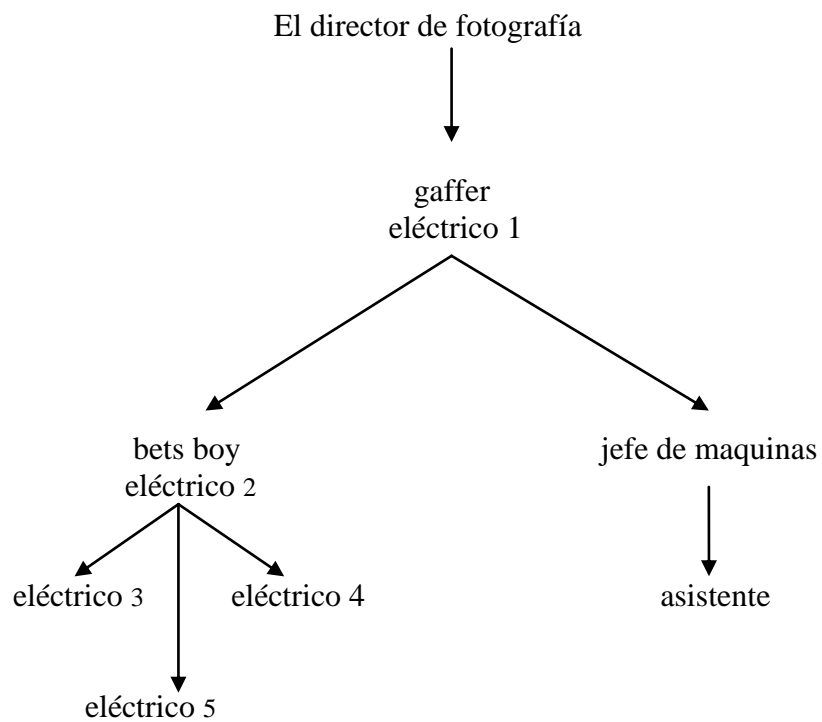 El director de fotografía
gaffer
eléctrico 1
bets boy
eléctrico 2
jefe de maquinas
eléctrico 3
eléctrico 4
asistente
eléctrico 5